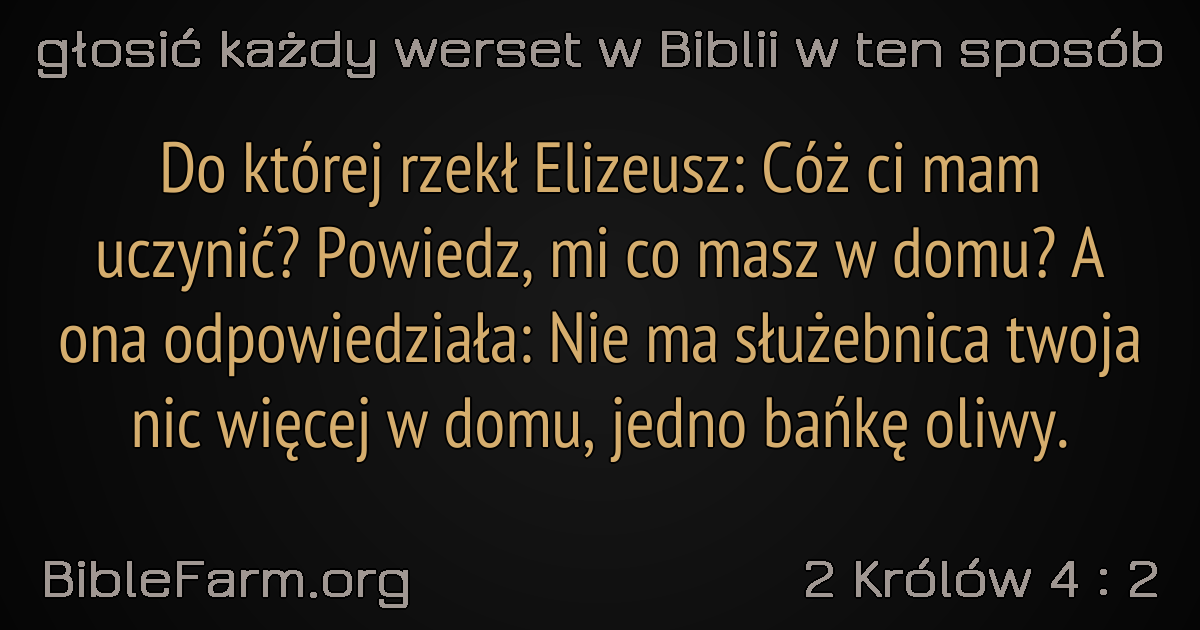 głosić każdy werset w Biblii w ten sposób
Do której rzekł Elizeusz: Cóż ci mam
uczynić? Powiedz, mi co masz w domu? A
ona odpowiedziała: Nie ma służebnica twoja
nic więcej w domu, jedno bańkę oliwy.
BibleFarm.org
2 Królów 4 : 2